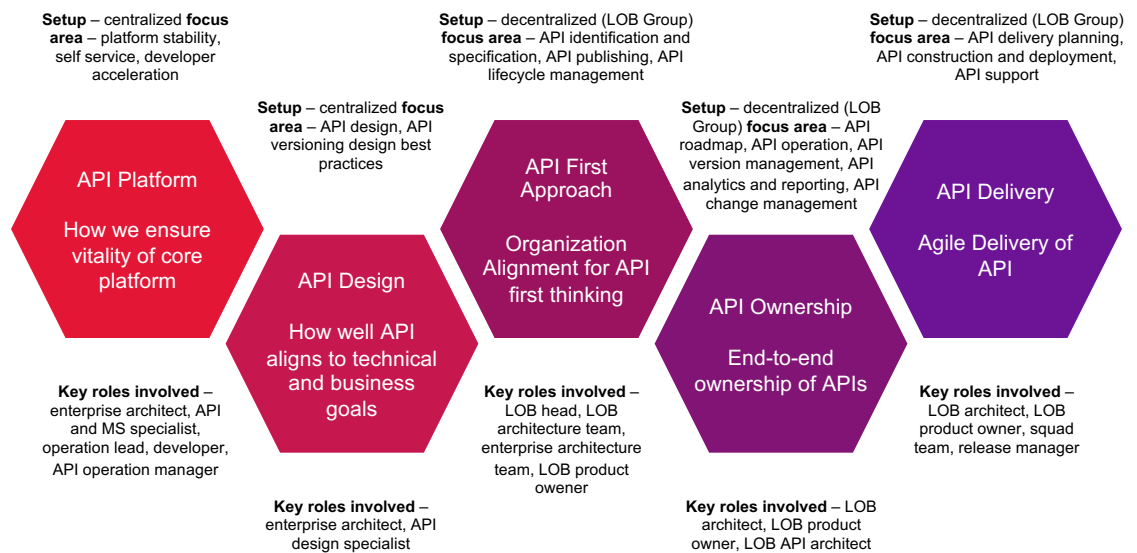 Setup – centralized focus
area – platform stability,
self service, developer
acceleration
API Platform
How we ensure
vitality of core
platform
Key roles involved –
enterprise architect, API
and MS specialist,
operation lead, developer,
API operation manager
Setup – centralized focus
area – API design, API
versioning design best
practices
API Design
How well API
aligns to technical
and business
goals
Key roles involved –
enterprise architect, API
design specialist
Setup – decentralized (LOB Group)
focus area – API identification and
specification, API publishing, API
lifecycle management
API First
Approach
Organization
Alignment for API
first thinking
Key roles involved –
LOB head, LOB
architecture team,
enterprise architecture
team, LOB product
owener
Setup – decentralized (LOB
Group) focus area – API
roadmap, API operation, API
version management, API
analytics and reporting, API
change management
API Ownership
End-to-end
ownership of APIs
Key roles involved – LOB
architect, LOB product
owner, LOB API architect
Setup – decentralized (LOB Group)
focus area – API delivery planning,
API construction and deployment,
API support
API Delivery
Agile Delivery of
API
Key roles involved –
LOB architect, LOB
product owner, squad
team, release manager